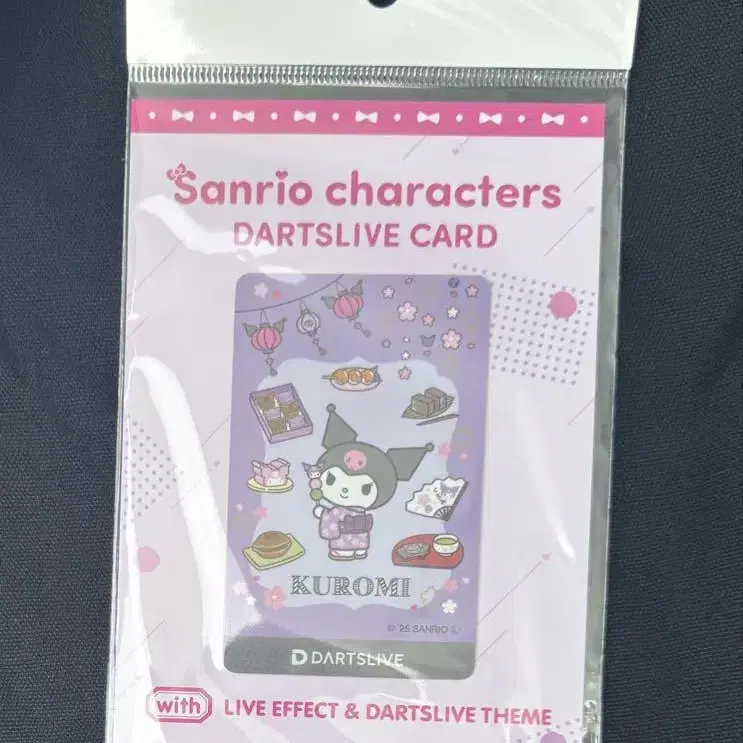 Sanrio characters
DARTSLIVE CARD
KUROMI
© '25 SANRIO
DARTSLIVE
with LIVE EFFECT & DARTSLIVE THEME